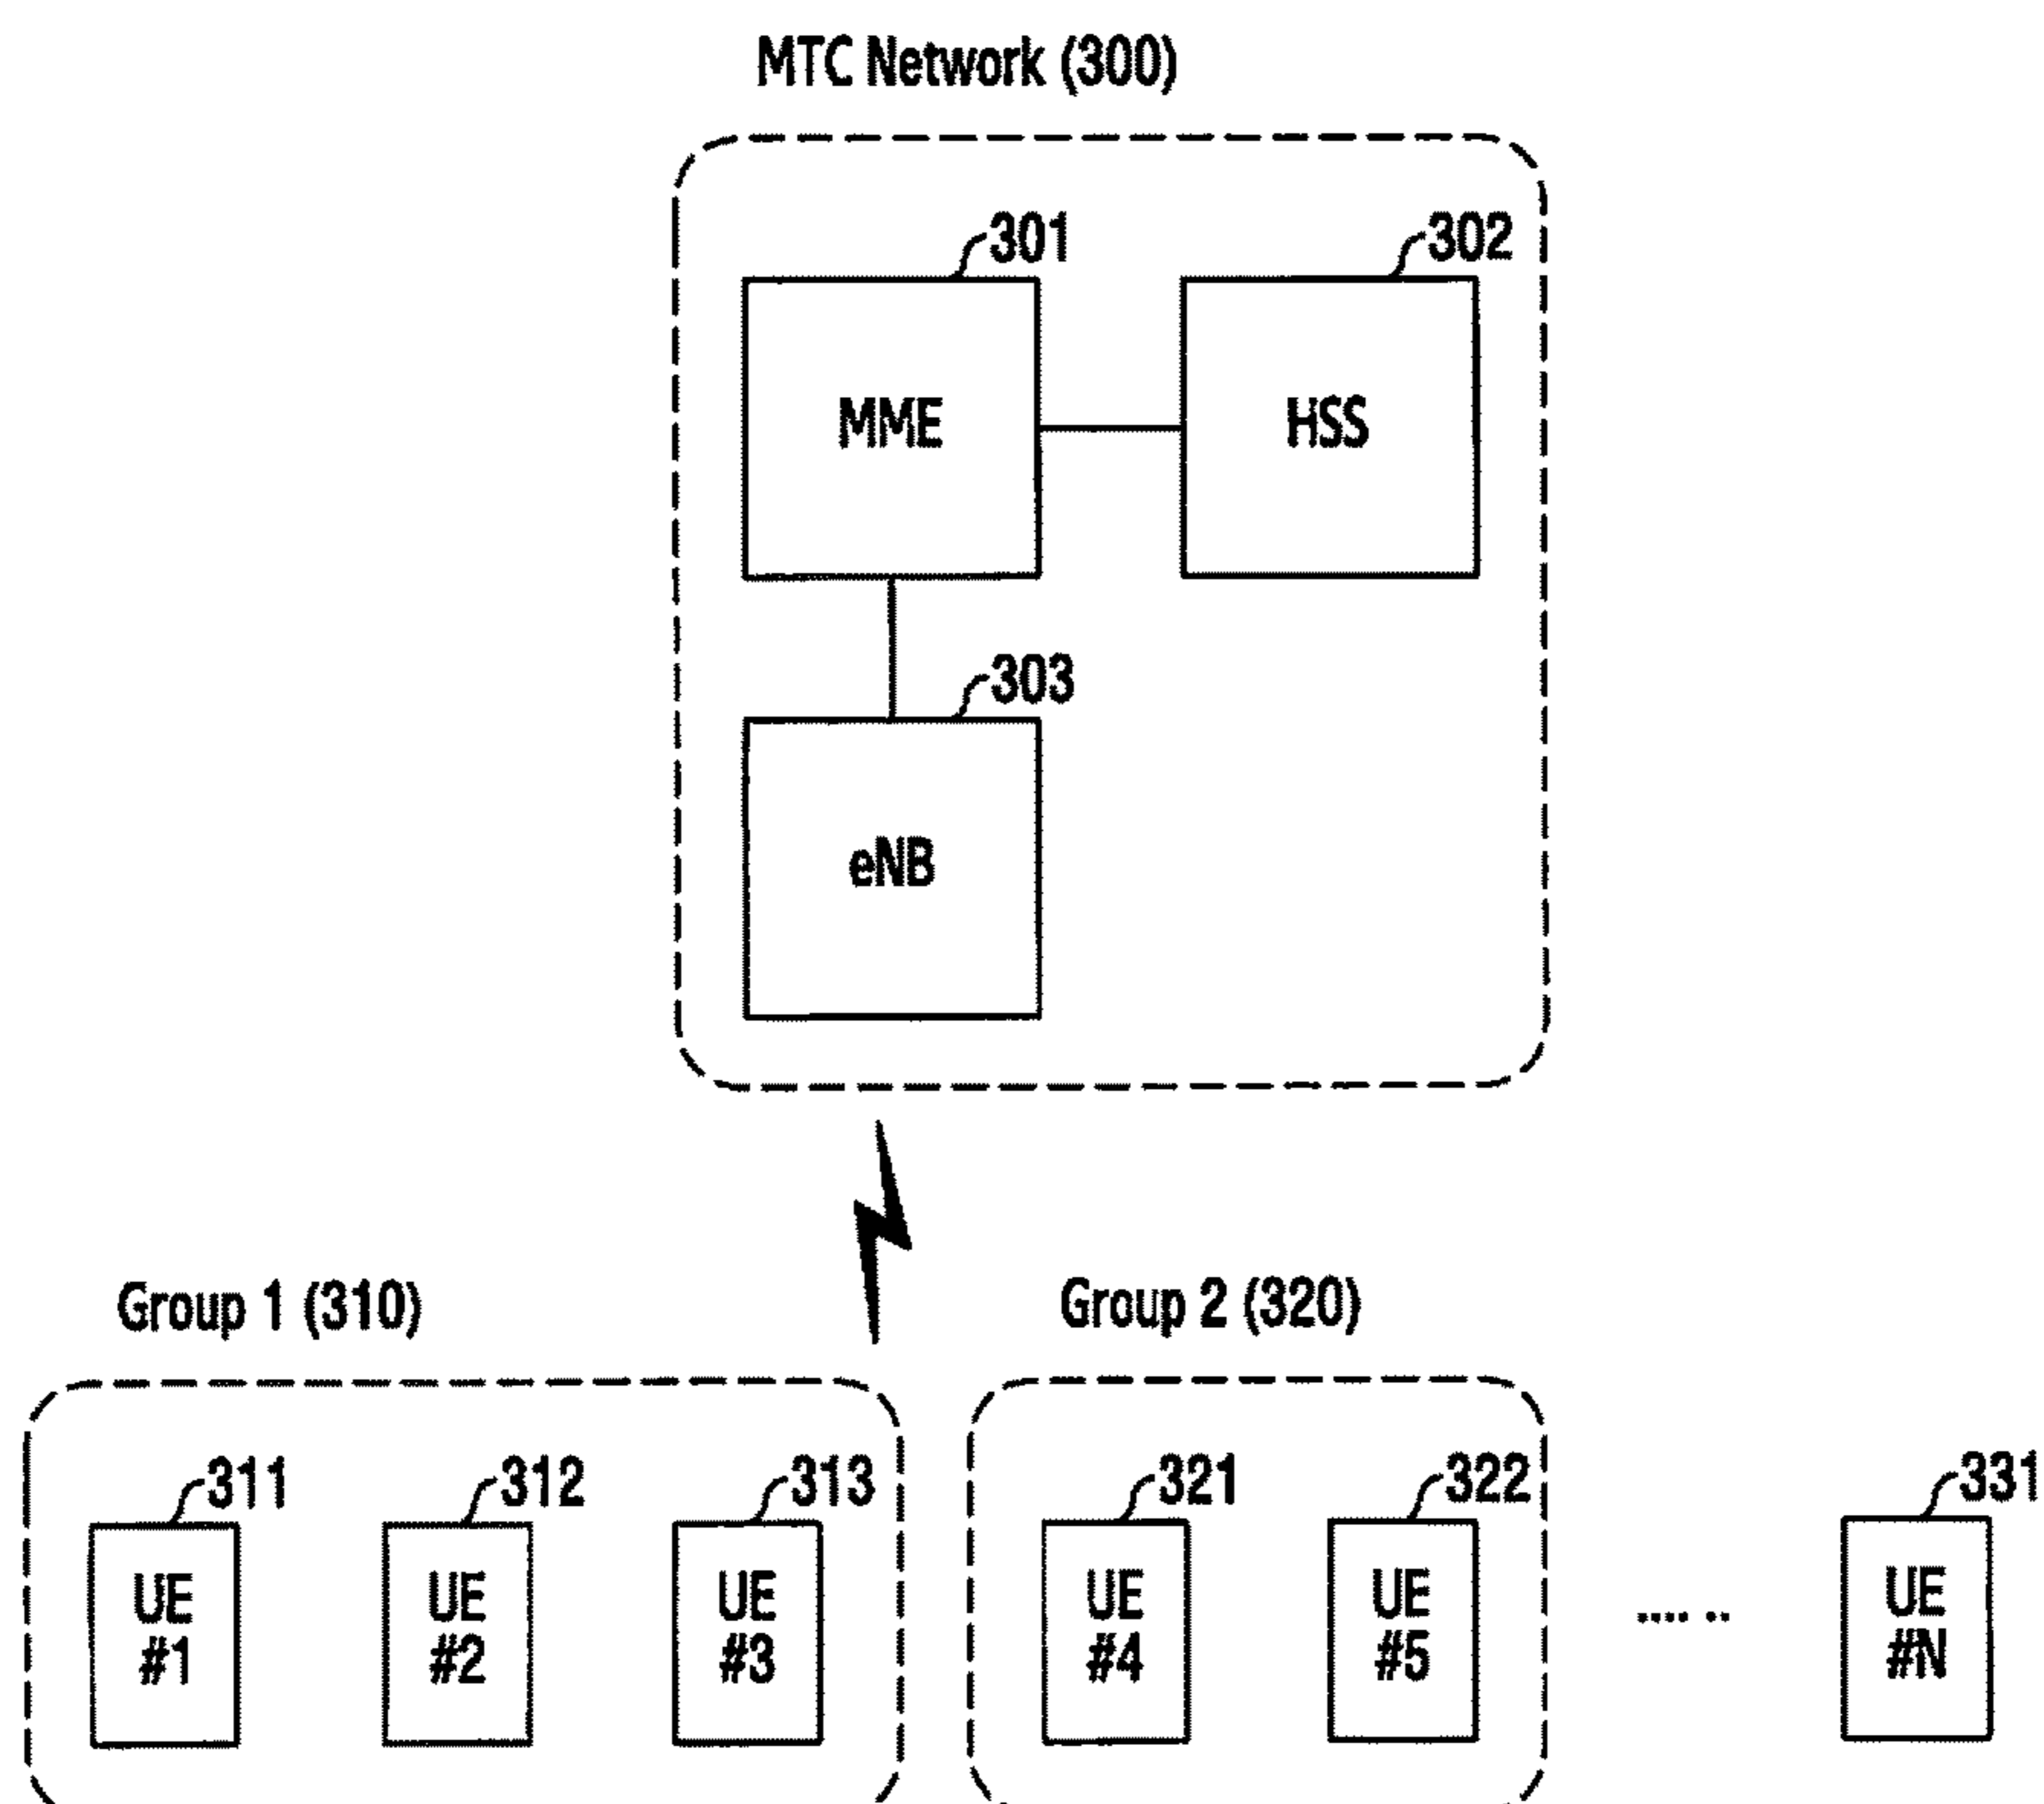 MTC Network (300)
301
302
MME
HSS
303
eNB
Group 1 (310)
Group 2 (320)
311
312
313
321
322
331
UE
#1
UE
#2
UE
#3
UE
#4
UE
#5
.....
UE
#N